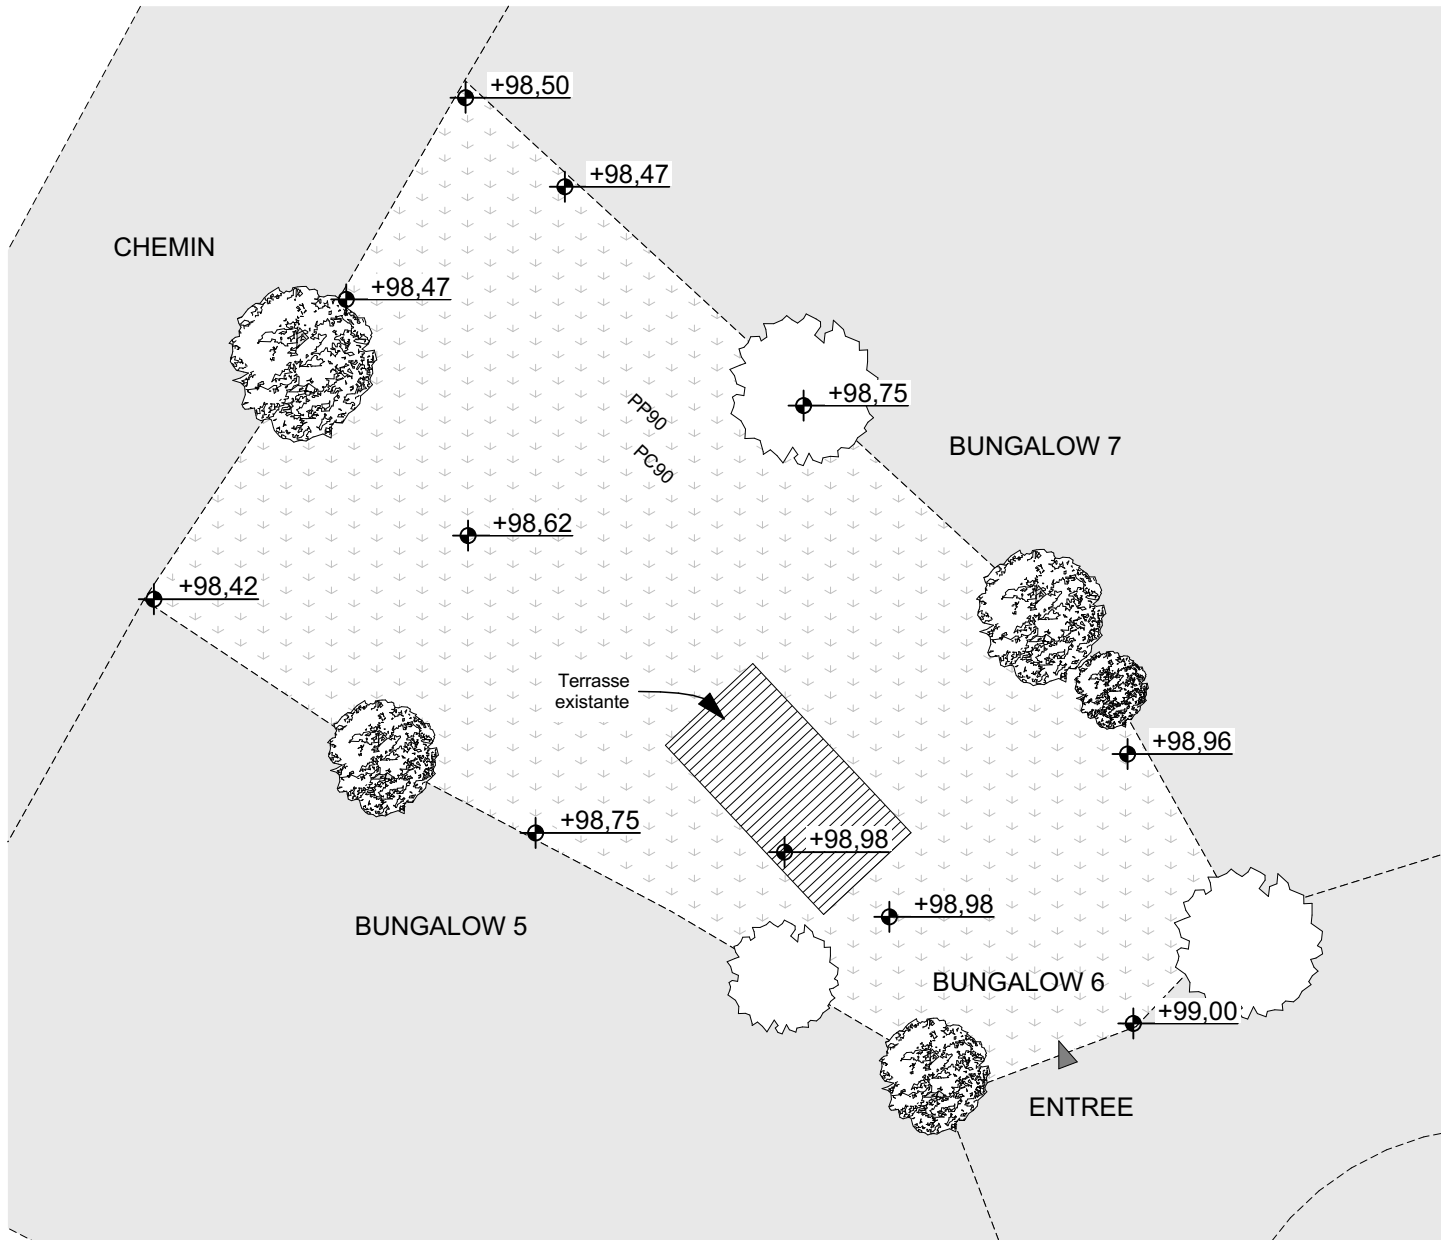 +98,50
+98,47
CHEMIN
+98,47
+98,75
PP90
BUNGALOW 7
PC90
+98,62
+98,42
Terrasse
existante
+98,96
+98,75
+98,98
+98,98
BUNGALOW 5
BUNGALOW 6
+99,00
ENTREE